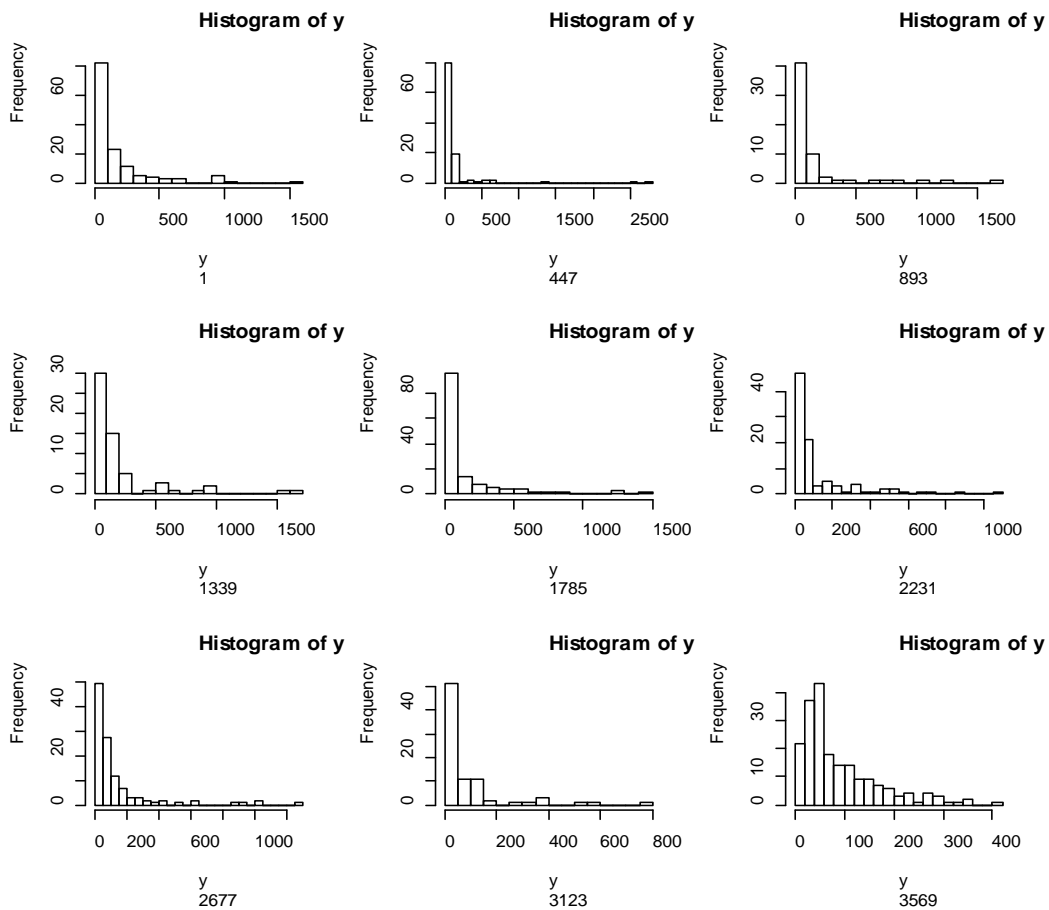 Histogram of y
Frequency
0 20 60
0 500 1000 1500
y
1
Histogram of y
Frequency
0 20 60
0 500 1500 2500
y
447
Histogram of y
Frequency
0 10 30
0 500 1000 1500
y
893
Histogram of y
Frequency
0 10 20 30
0 500 1000 1500
y
1339
Histogram of y
Frequency
0 40 80
0 500 1000 1500
y
1785
Histogram of y
Frequency
0 20 40
0 200 600 1000
y
2231
Histogram of y
Frequency
0 20 40
0 200 600 1000
y
2677
Histogram of y
Frequency
0 20 40
0 200 400 600 800
y
3123
Histogram of y
Frequency
0 10 30
0 100 200 300 400
y
3569